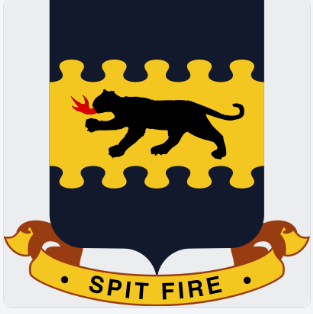 • SPIT FIRE •